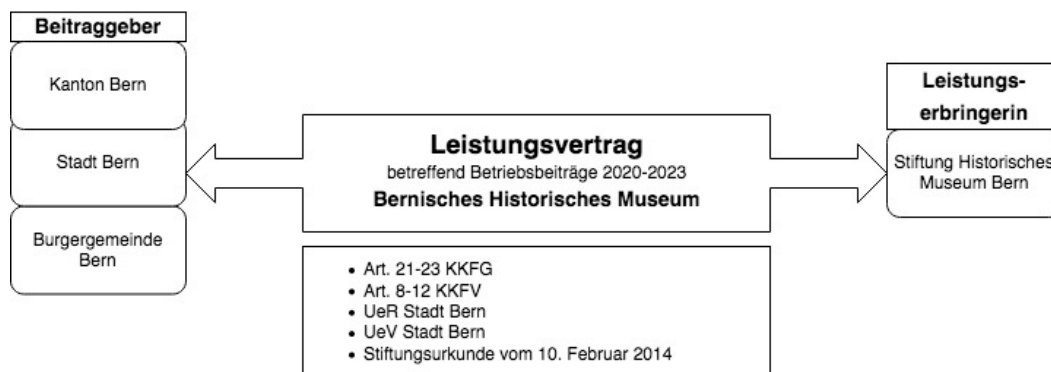 Beitraggeber
Kanton Bern
Stadt Bern
Burgergemeinde
Bern
Leistungsvertrag
betreffend Betriebsbeiträge 2020-2023
Bernisches Historisches Museum
• Art. 21-23 KKFG
• Art. 8-12 KKFV
• UeR Stadt Bern
• UeV Stadt Bern
• Stiftungsurkunde vom 10. Februar 2014
Leistungs-
erbringerin
Stiftung Historisches
Museum Bern